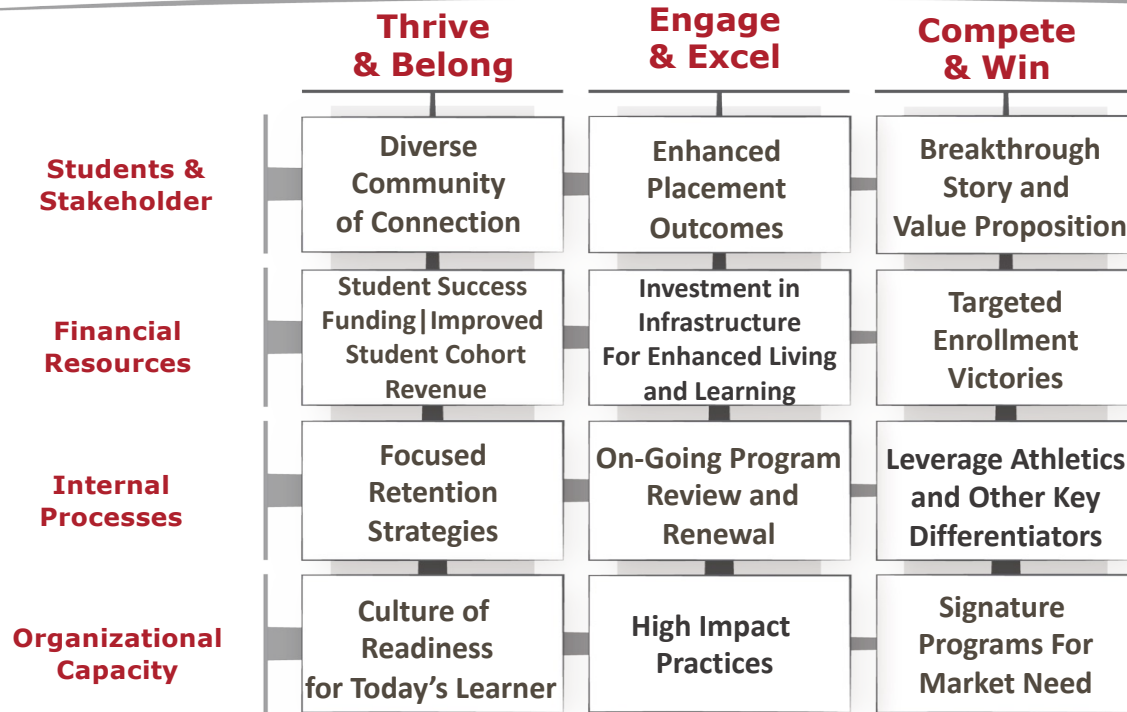 Thrive
& Belong
Engage
& Excel
Compete
& Win
Students &
Stakeholder
Diverse
Community
of Connection
Enhanced
Placement
Outcomes
Breakthrough
Story and
Value Proposition
Financial
Resources
Student Success
Funding|Improved
Student Cohort
Revenue
Investment in
Infrastructure
For Enhanced Living
and Learning
Targeted
Enrollment
Victories
Internal
Processes
Focused
Retention
Strategies
On-Going Program
Review and
Renewal
Leverage Athletics
and Other Key
Differentiators
Organizational
Capacity
Culture of
Readiness
for Today's Learner
High Impact
Practices
Signature
Programs For
Market Need